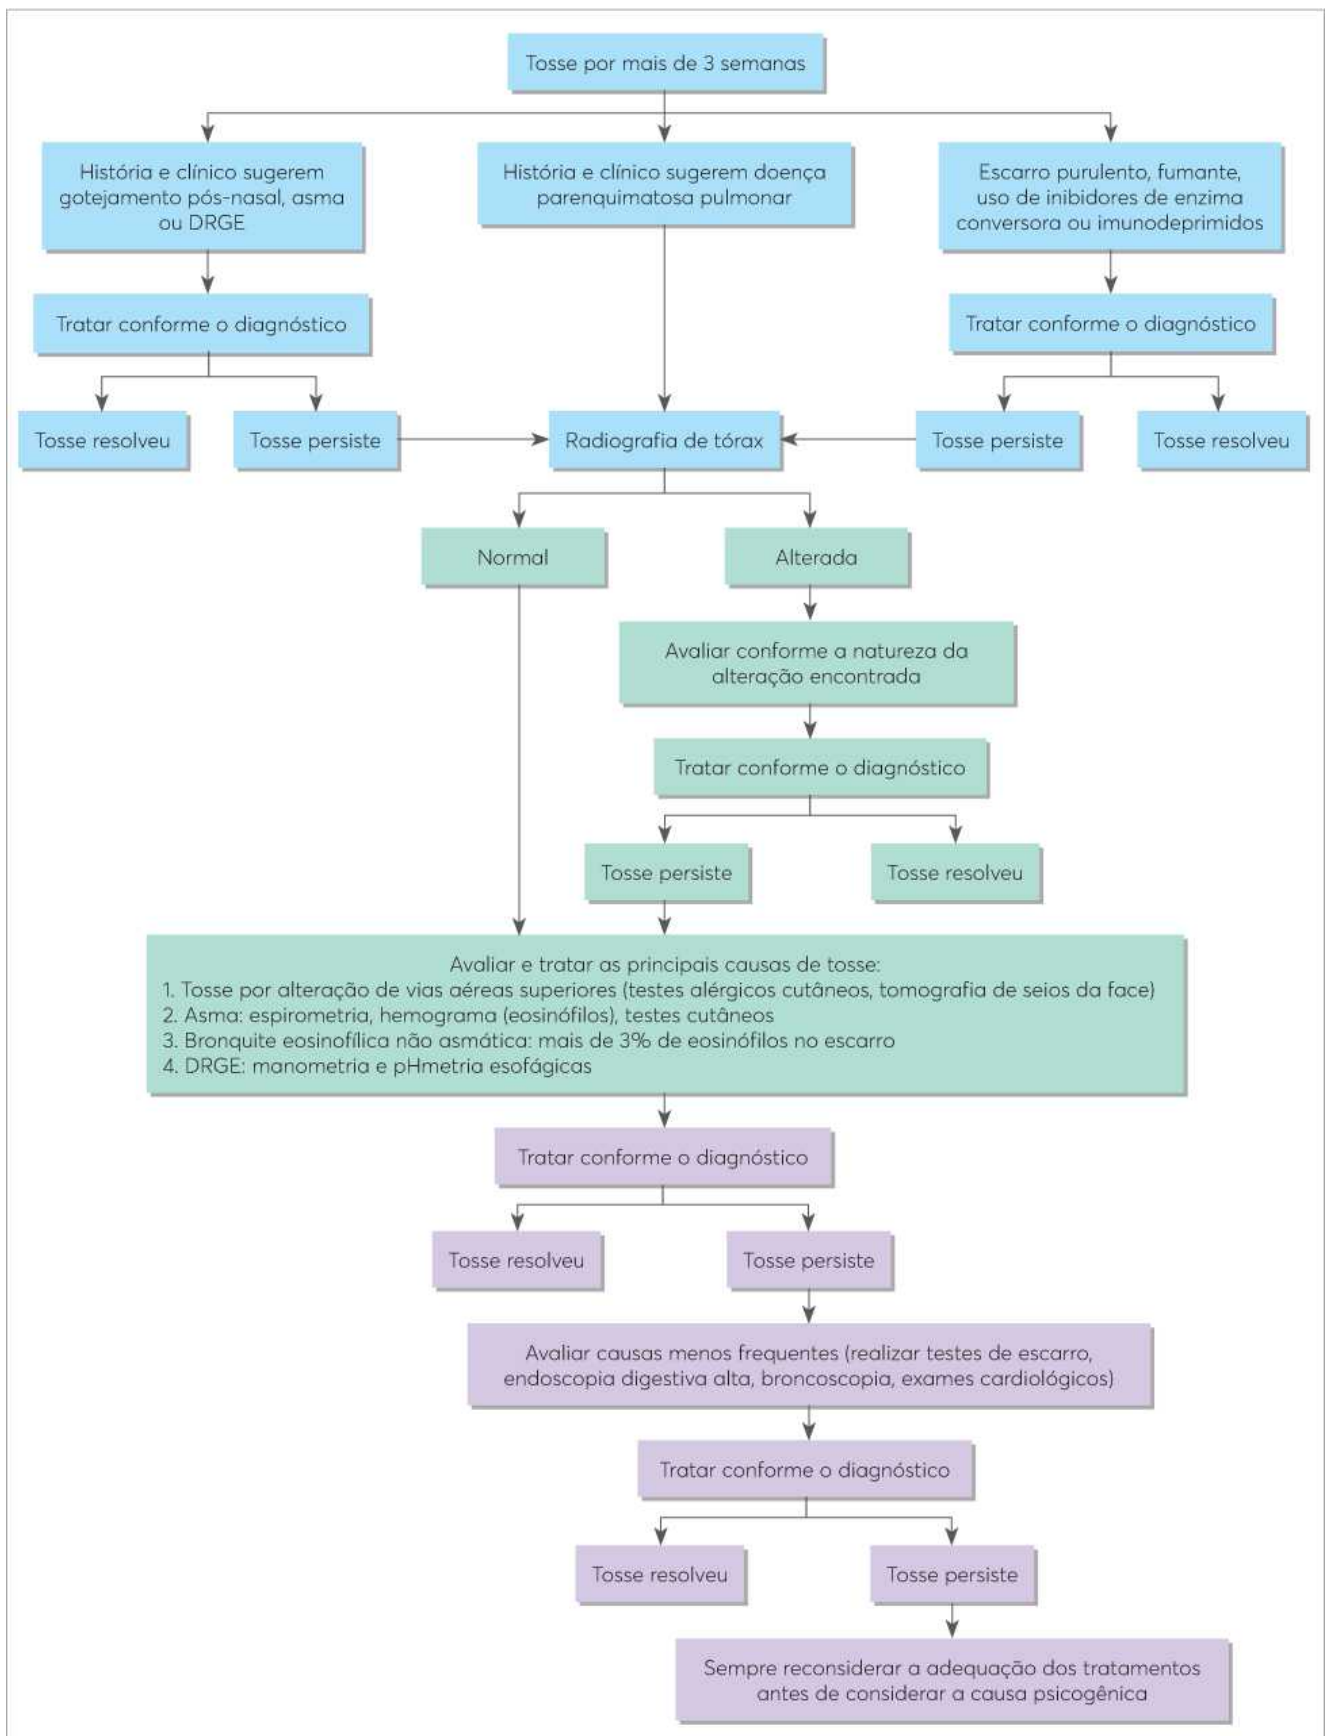 Tosse por mais de 3 semanas
História e clínico sugerem
gotejamento pós-nasal, asma
ou DRGE
História e clínico sugerem doença
parenquimatosa pulmonar
Escarro purulento, fumante,
uso de inibidores de enzima
conversora ou imunodeprimidos
Tratar conforme o diagnóstico
Tratar conforme o diagnóstico
Tosse resolveu
Tosse persiste
Radiografia de tórax
Tosse persiste
Tosse resolveu
Normal
Alterada
Avaliar conforme a natureza da
alteração encontrada
Tratar conforme o diagnóstico
Tosse persiste
Tosse resolveu
Avaliar e tratar as principais causas de tosse:
1. Tosse por alteração de vias aéreas superiores (testes alérgicos cutâneos, tomografia de seios da face)
2. Asma: espirometria, hemograma (eosinófilos), testes cutâneos
3. Bronquite eosinofílica não asmática: mais de 3% de eosinófilos no escarro
4. DRGE: manometria e pHmetria esofágicas
Tratar conforme o diagnóstico
Tosse resolveu
Tosse persiste
Avaliar causas menos frequentes (realizar testes de escarro,
endoscopia digestiva alta, broncoscopia, exames cardiológicos)
Tratar conforme o diagnóstico
Tosse resolveu
Tosse persiste
Sempre reconsiderar a adequação dos tratamentos
antes de considerar a causa psicogênica